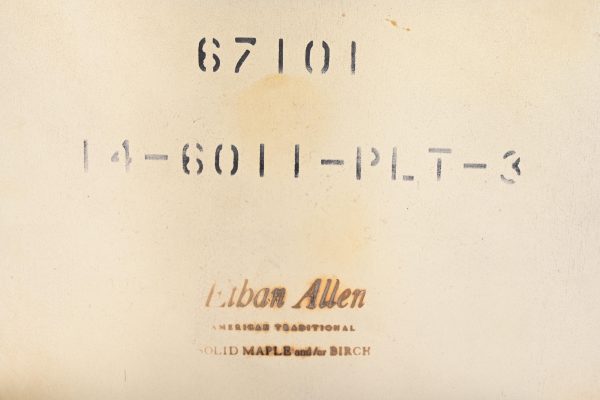 67101
14-6011-PLT-3
Ethan Allen
AMERICAN TRADITIONAL
SOLID MAPLE and/or BIRCH